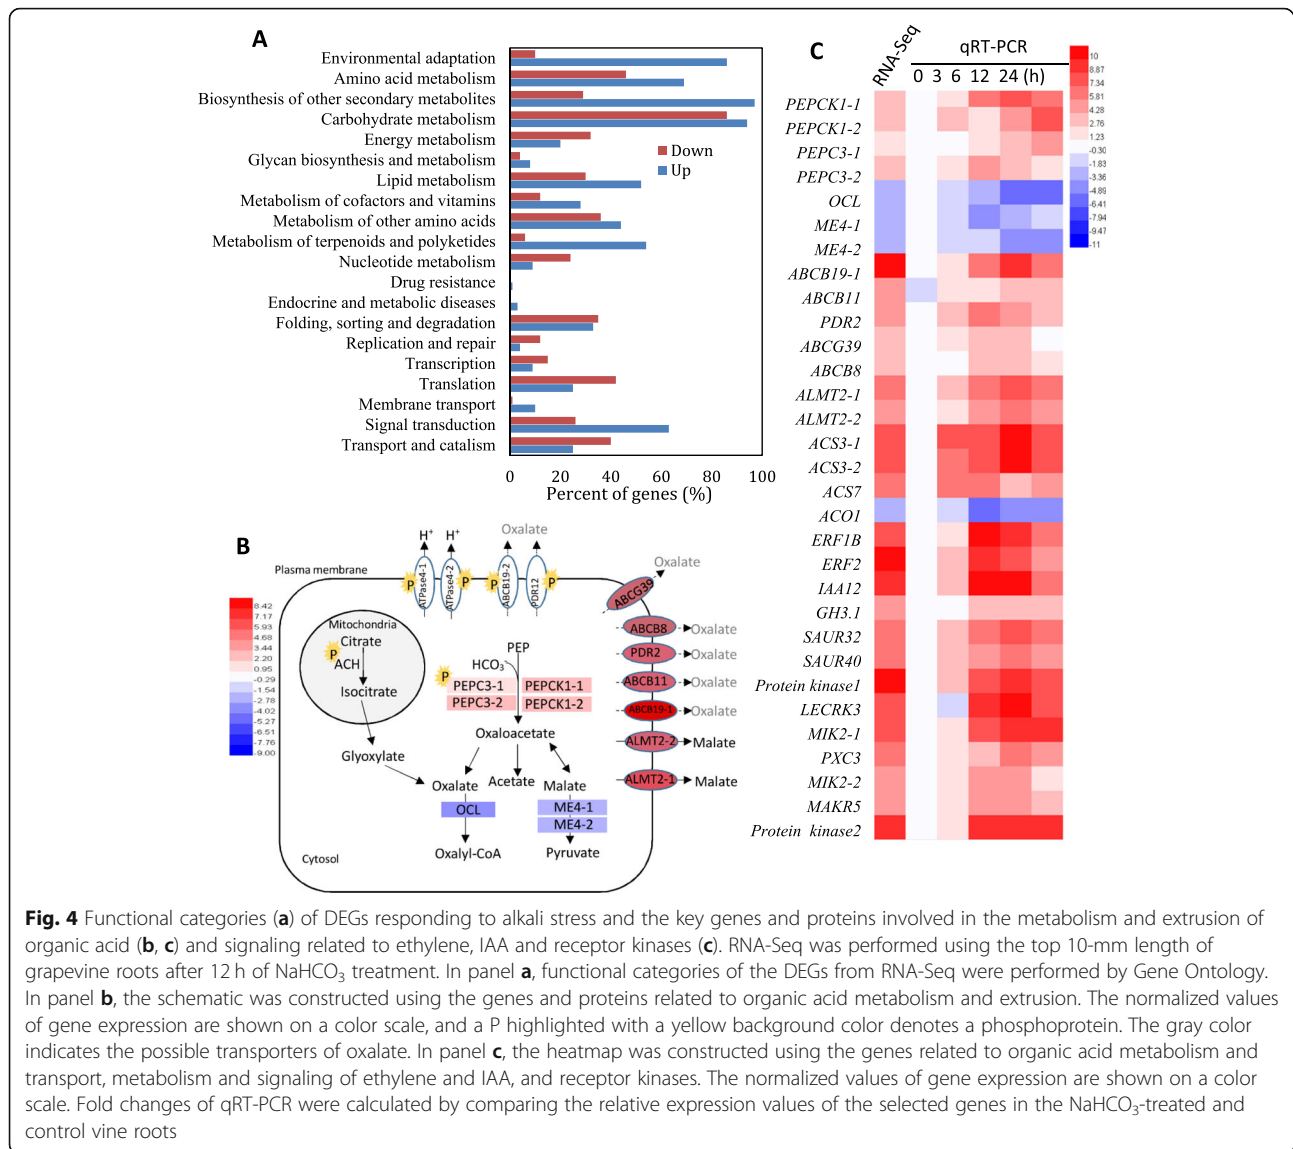 A
Environmental adaptation
Amino acid metabolism
Biosynthesis of other secondary metabolites
Carbohydrate metabolism
Energy metabolism
Glycan biosynthesis and metabolism
Lipid metabolism
Metabolism of cofactors and vitamins
Metabolism of other amino acids
Metabolism of terpenoids and polyketides
Nucleotide metabolism
Drug resistance
Endocrine and metabolic diseases
Folding, sorting and degradation
Replication and repair
Transcription
Translation
Membrane transport
Signal transduction
Transport and catalism
Down
Up
0 20 40 60 80 100
Percent of genes (%)
B
Plasma membrane
H+ H+ Oxalate
P ATPase4-1 ATPase4-2 P P ABCB19-2 PDR12 P
8.42
7.17
5.93
4.68
3.44
2.20
0.95
-0.29
-1.54
-2.78
-4.02
-5.27
-6.51
-7.76
-9.00
Mitochondria
Citrate
P
ACH
Isocitrate
Glyoxylate
PEP
HCO3-
P
PEPC3-1 PEPCK1-1
PEPC3-2 PEPCK1-2
Oxaloacetate
Oxalate Acetate Malate
OCL ME4-1
ME4-2
Oxalyl-CoA Pyruvate
Cytosol
ABCG39 Oxalate
ABCB8 Oxalate
PDR2 Oxalate
ABCB11 Oxalate
ABCB19-1 Oxalate
ALMT2-2 Malate
ALMT2-1 Malate
C
RNA-Seq qRT-PCR
0 3 6 12 24 (h)
PEPCK1-1
PEPCK1-2
PEPC3-1
PEPC3-2
OCL
ME4-1
ME4-2
ABCB19-1
ABCB11
PDR2
ABCG39
ABCB8
ALMT2-1
ALMT2-2
ACS3-1
ACS3-2
ACS7
ACO1
ERF1B
ERF2
IAA12
GH3.1
SAUR32
SAUR40
Protein kinase1
LECRK3
MIK2-1
PXC3
MIK2-2
MAKR5
Protein kinase2
10
8.87
7.34
5.81
4.28
2.76
1.23
-0.30
-1.83
-3.36
-4.89
-6.41
-7.94
-9.47
-11
Fig. 4 Functional categories (a) of DEGs responding to alkali stress and the key genes and proteins involved in the metabolism and extrusion of
organic acid (b, c) and signaling related to ethylene, IAA and receptor kinases (c). RNA-Seq was performed using the top 10-mm length of
grapevine roots after 12 h of NaHCO3 treatment. In panel a, functional categories of the DEGs from RNA-Seq were performed by Gene Ontology.
In panel b, the schematic was constructed using the genes and proteins related to organic acid metabolism and extrusion. The normalized values
of gene expression are shown on a color scale, and a P highlighted with a yellow background color denotes a phosphoprotein. The gray color
indicates the possible transporters of oxalate. In panel c, the heatmap was constructed using the genes related to organic acid metabolism and
transport, metabolism and signaling of ethylene and IAA, and receptor kinases. The normalized values of gene expression are shown on a color
scale. Fold changes of qRT-PCR were calculated by comparing the relative expression values of the selected genes in the NaHCO3-treated and
control vine roots